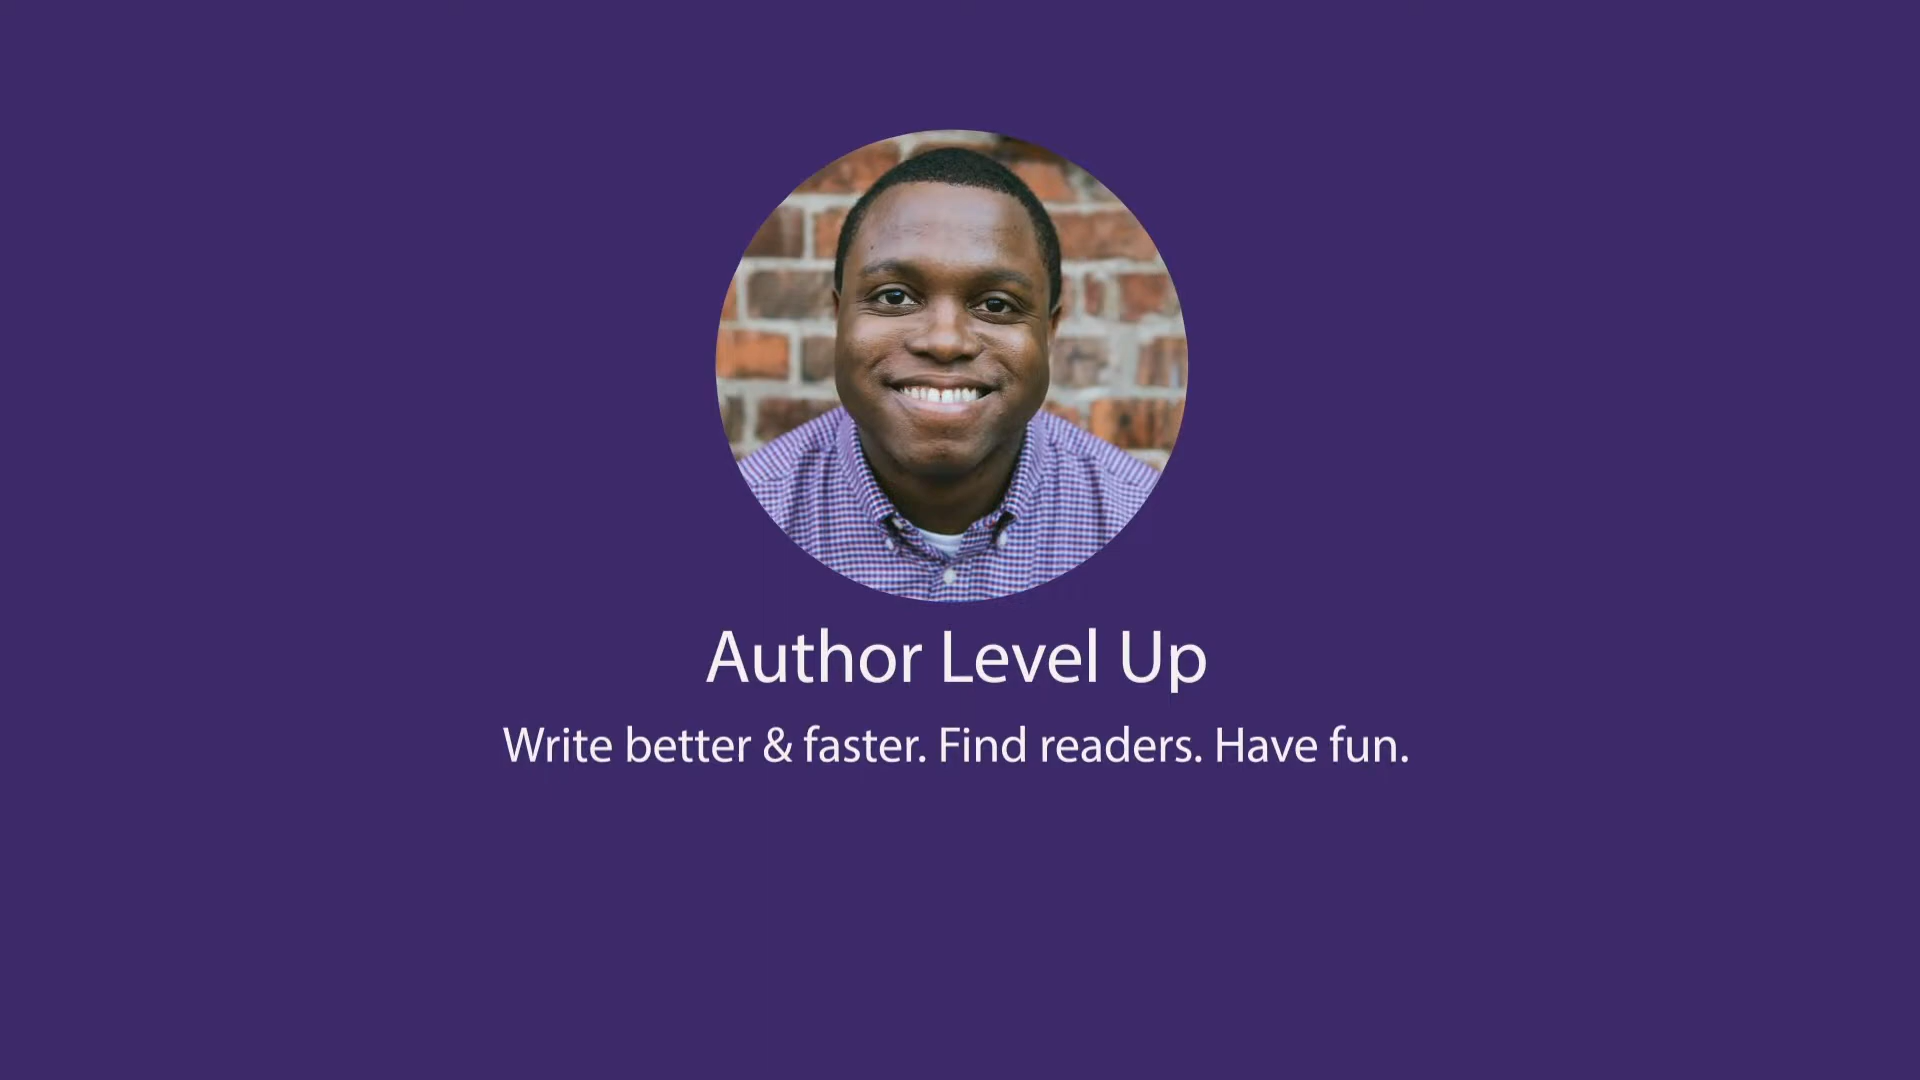 Author Level Up
Write better & faster. Find readers. Have fun.